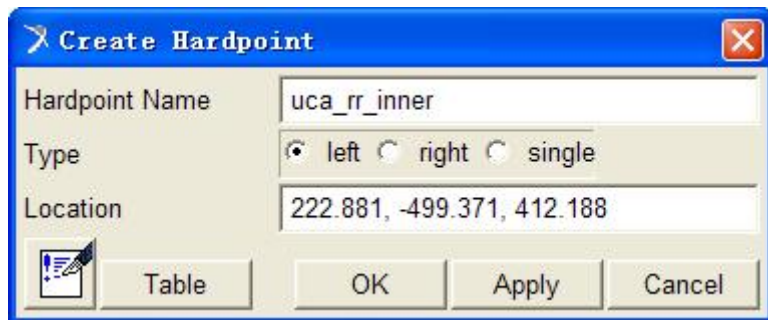 Create Hardpoint
Hardpoint Name uca_rr_inner
Type left right single
Location 222.881, -499.371, 412.188
Table OK Apply Cancel